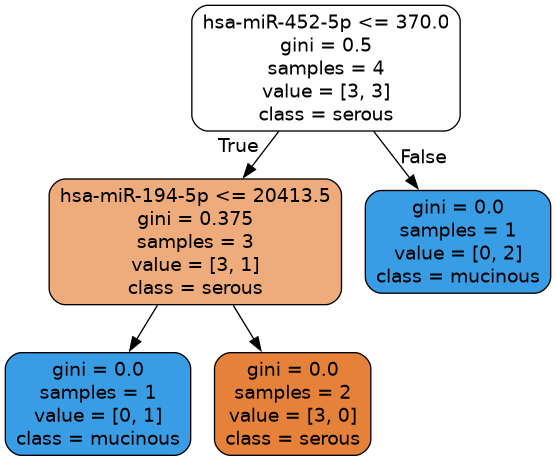 hsa-miR-452-5p <= 370.0
gini = 0.5
samples = 4
value = [3, 3]
class = serous
True
False
hsa-miR-194-5p <= 20413.5
gini = 0.375
samples = 3
value = [3, 1]
class = serous
gini = 0.0
samples = 1
value = [0, 2]
class = mucinous
gini = 0.0
samples = 1
value = [0, 1]
class = mucinous
gini = 0.0
samples = 2
value = [3, 0]
class = serous